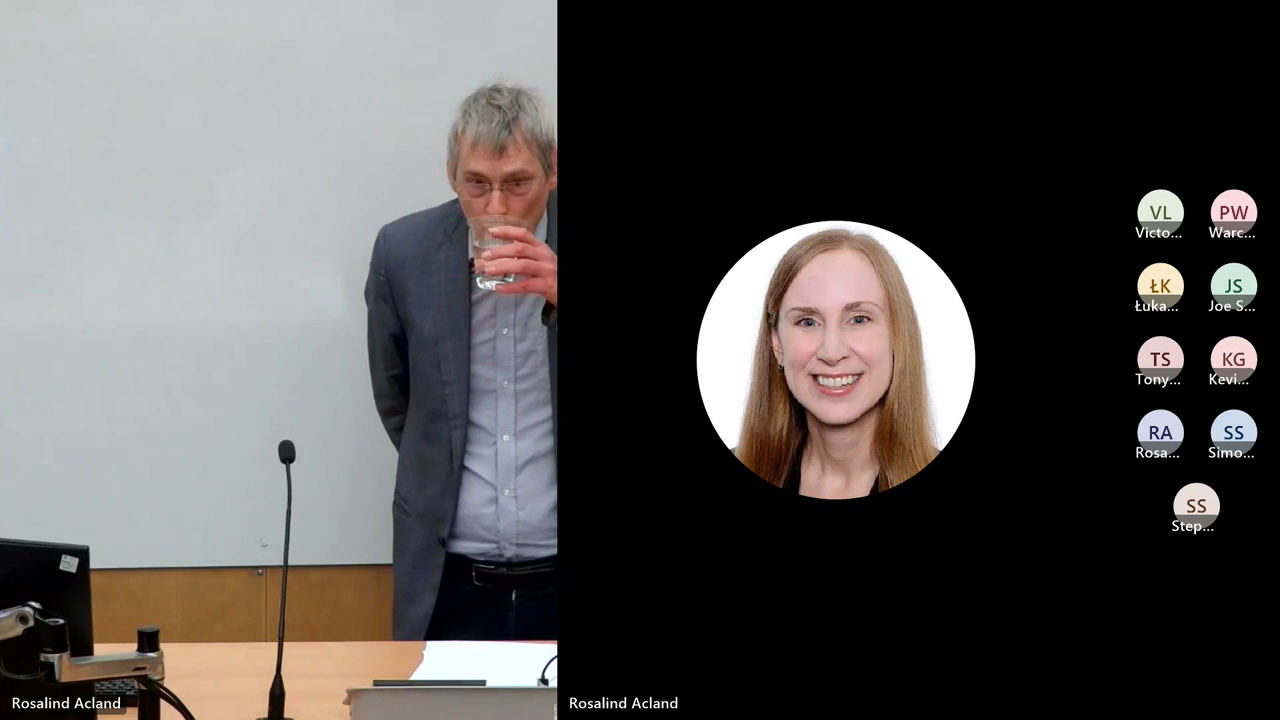 VL
PW
Victo...
Warc...
ŁK
JS
Łuka...
Joe S...
TS
KG
Tony...
Kevi...
RA
SS
Rosa...
Simo...
SS
Step...
Rosalind Acland
Rosalind Acland